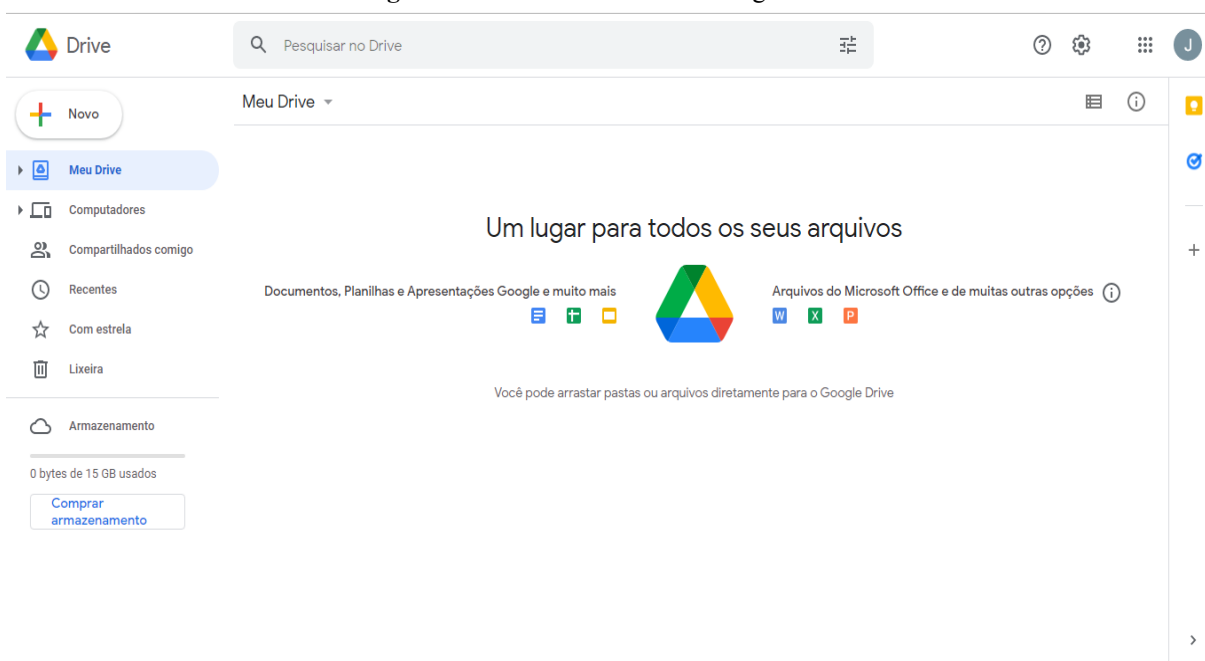 Drive
Pesquisar no Drive
J
Novo
Meu Drive
Meu Drive
Computadores
Compartilhados comigo
Recentes
Com estrela
Lixeira
Armazenamento
0 bytes de 15 GB usados
Comprar
armazenamento
Um lugar para todos os seus arquivos
Documentos, Planilhas e Apresentações Google e muito mais
Arquivos do Microsoft Office e de muitas outras opções
W X P
Você pode arrastar pastas ou arquivos diretamente para o Google Drive